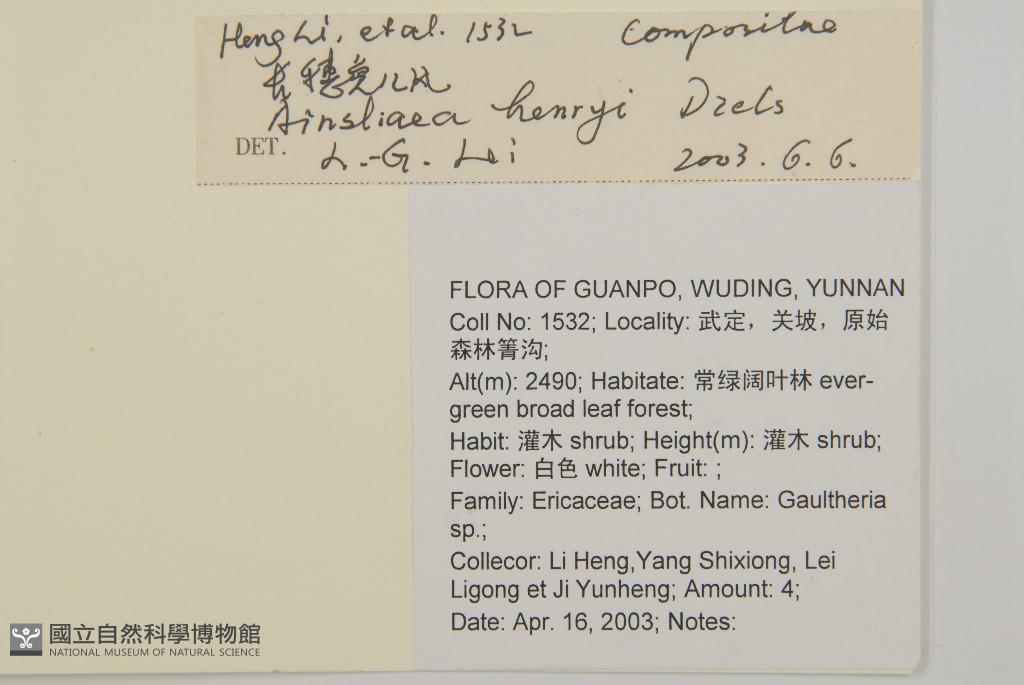 Heng Li, et al. 1532 Compositae
长穗兔儿风
Ainsliaea henryi Diels
DET. L.-G. Lei 2003. 6. 6.
FLORA OF GUANPO, WUDING, YUNNAN
Coll No: 1532; Locality: 武定，关坡，原始
森林箐沟;
Alt(m): 2490; Habitate: 常绿阔叶林 ever-
green broad leaf forest;
Habit: 灌木 shrub; Height(m): 灌木 shrub;
Flower: 白色 white; Fruit: ;
Family: Ericaceae; Bot. Name: Gaultheria
sp.;
Collecor: Li Heng,Yang Shixiong, Lei
Ligong et Ji Yunheng; Amount: 4;
Date: Apr. 16, 2003; Notes:
國立自然科學博物館
NATIONAL MUSEUM OF NATURAL SCIENCE